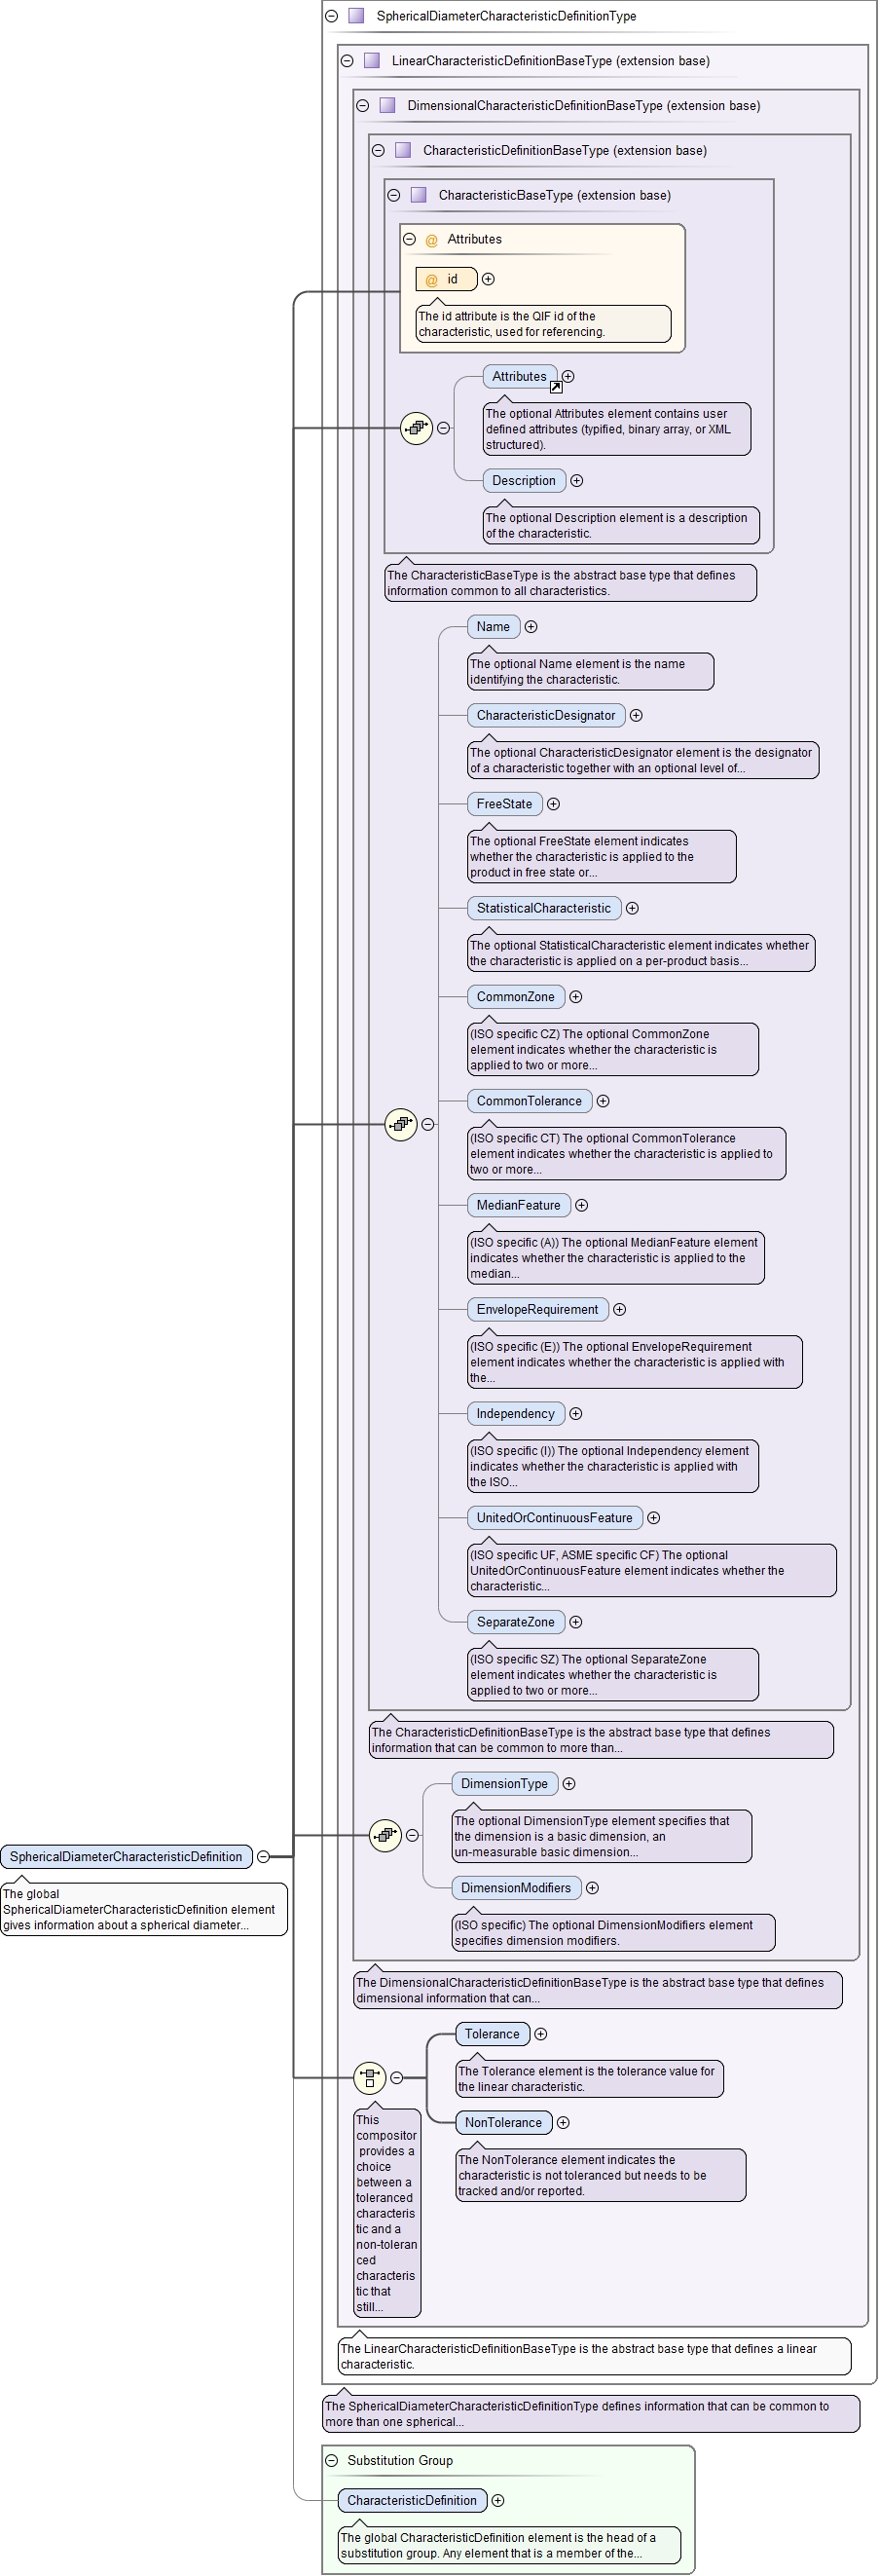 SphericalDiameterCharacteristicDefinitionType
LinearCharacteristicDefinitionBaseType (extension base)
DimensionalCharacteristicDefinitionBaseType (extension base)
CharacteristicDefinitionBaseType (extension base)
CharacteristicBaseType (extension base)
@ Attributes
@ id
The id attribute is the QIF id of the
characteristic, used for referencing.
Attributes
The optional Attributes element contains user
defined attributes (typified, binary array, or XML
structured).
Description
The optional Description element is a description
of the characteristic.
The CharacteristicBaseType is the abstract base type that defines
information common to all characteristics.
Name
The optional Name element is the name
identifying the characteristic.
CharacteristicDesignator
The optional CharacteristicDesignator element is the designator
of a characteristic together with an optional level of...
FreeState
The optional FreeState element indicates
whether the characteristic is applied to the
product in free state or...
StatisticalCharacteristic
The optional StatisticalCharacteristic element indicates whether
the characteristic is applied on a per-product basis...
CommonZone
(ISO specific CZ) The optional CommonZone
element indicates whether the characteristic is
applied to two or more...
CommonTolerance
(ISO specific CT) The optional CommonTolerance
element indicates whether the characteristic is applied to
two or more...
MedianFeature
(ISO specific (A)) The optional MedianFeature element
indicates whether the characteristic is applied to the
median...
EnvelopeRequirement
(ISO specific (E)) The optional EnvelopeRequirement
element indicates whether the characteristic is applied with
the...
Independency
(ISO specific (I)) The optional Independency element
indicates whether the characteristic is applied with
the ISO...
UnitedOrContinuousFeature
(ISO specific UF, ASME specific CF) The optional
UnitedOrContinuousFeature element indicates whether the
characteristic...
SeparateZone
(ISO specific SZ) The optional SeparateZone
element indicates whether the characteristic is
applied to two or more...
The CharacteristicDefinitionBaseType is the abstract base type that defines
information that can be common to more than...
DimensionType
The optional DimensionType element specifies that
the dimension is a basic dimension, an
un-measurable basic dimension...
SphericalDiameterCharacteristicDefinition
The global
SphericalDiameterCharacteristicDefinition element
gives information about a spherical diameter...
DimensionModifiers
(ISO specific) The optional DimensionModifiers element
specifies dimension modifiers.
The DimensionalCharacteristicDefinitionBaseType is the abstract base type that defines
dimensional information that can...
Tolerance
The Tolerance element is the tolerance value for
the linear characteristic.
NonTolerance
The NonTolerance element indicates the
characteristic is not toleranced but needs to be
tracked and/or reported.
This
compositor
provides a
choice
between a
toleranced
characteris
tic and a
non-toleran
ced
characteris
tic that
still...
The LinearCharacteristicDefinitionBaseType is the abstract base type that defines a linear
characteristic.
The SphericalDiameterCharacteristicDefinitionType defines information that can be common to
more than one spherical...
Substitution Group
CharacteristicDefinition
The global CharacteristicDefinition element is the head of a
substitution group. Any element that is a member of the...